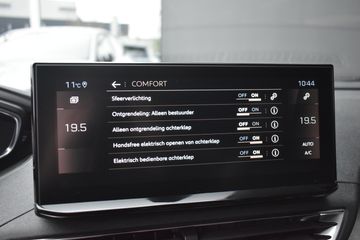 11°C COMFORT 10:44
Sfeerverlichting OFF ON
Ontgrendeling: Alleen bestuurder OFF ON
19.5 19.5
Alleen ontgrendeling achterklep OFF ON
Handsfree elektrisch openen van achterklep OFF ON
AUTO
Elektrisch bedienbare achterklep OFF ON
A/C